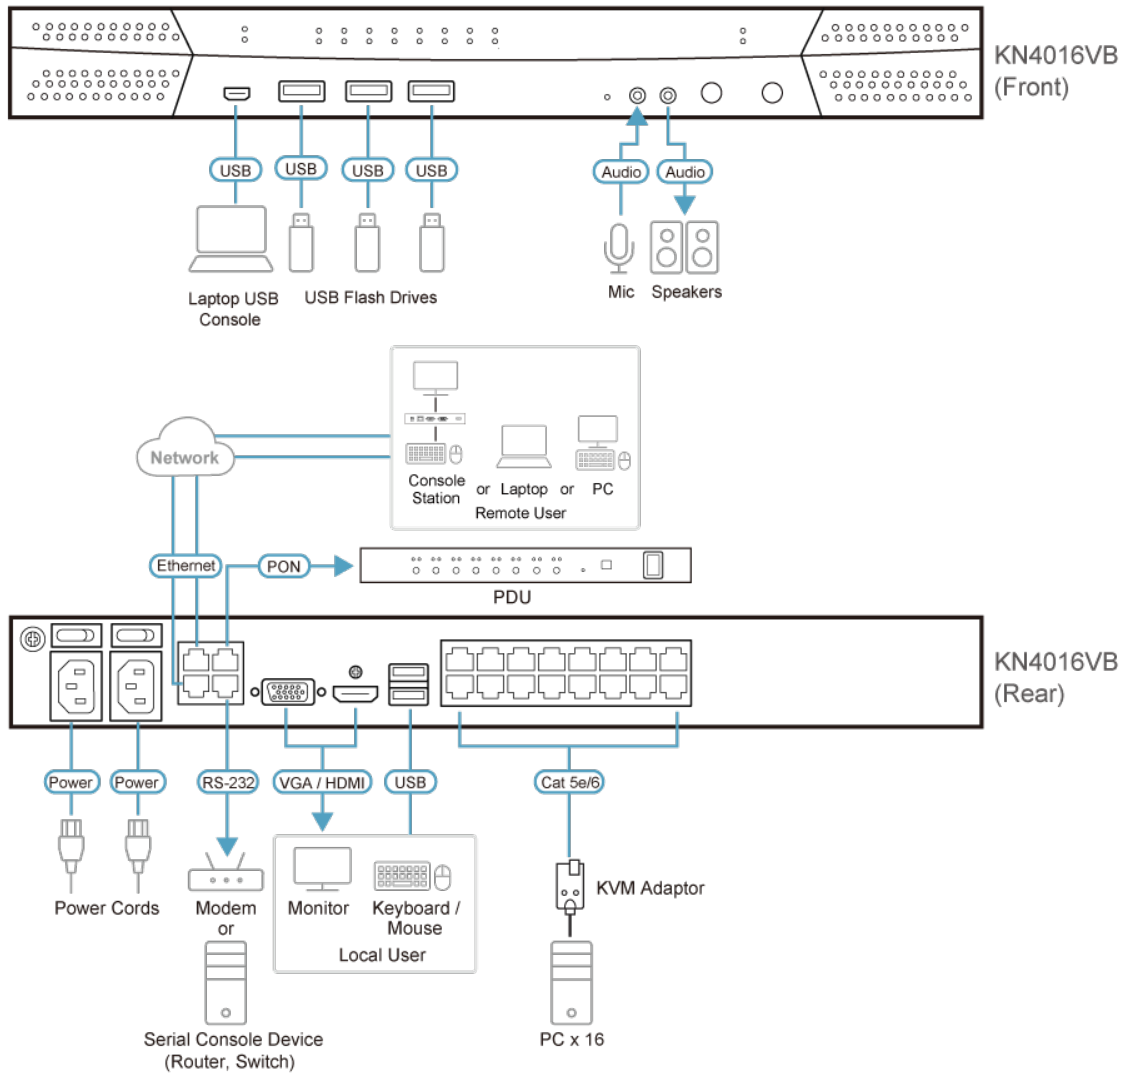 KN4016VB
(Front)
USB
USB
USB
USB
Audio
Audio
Laptop USB
Console
USB Flash Drives
Mic
Speakers
Network
Console
Station
or
Laptop
or
PC
Remote User
Ethernet
PON
PDU
KN4016VB
(Rear)
Power
Power
RS-232
VGA / HDMI
USB
Cat 5e/6
Power Cords
Modem
or
Serial Console Device
(Router, Switch)
Monitor
Keyboard /
Mouse
Local User
KVM Adaptor
PC x 16